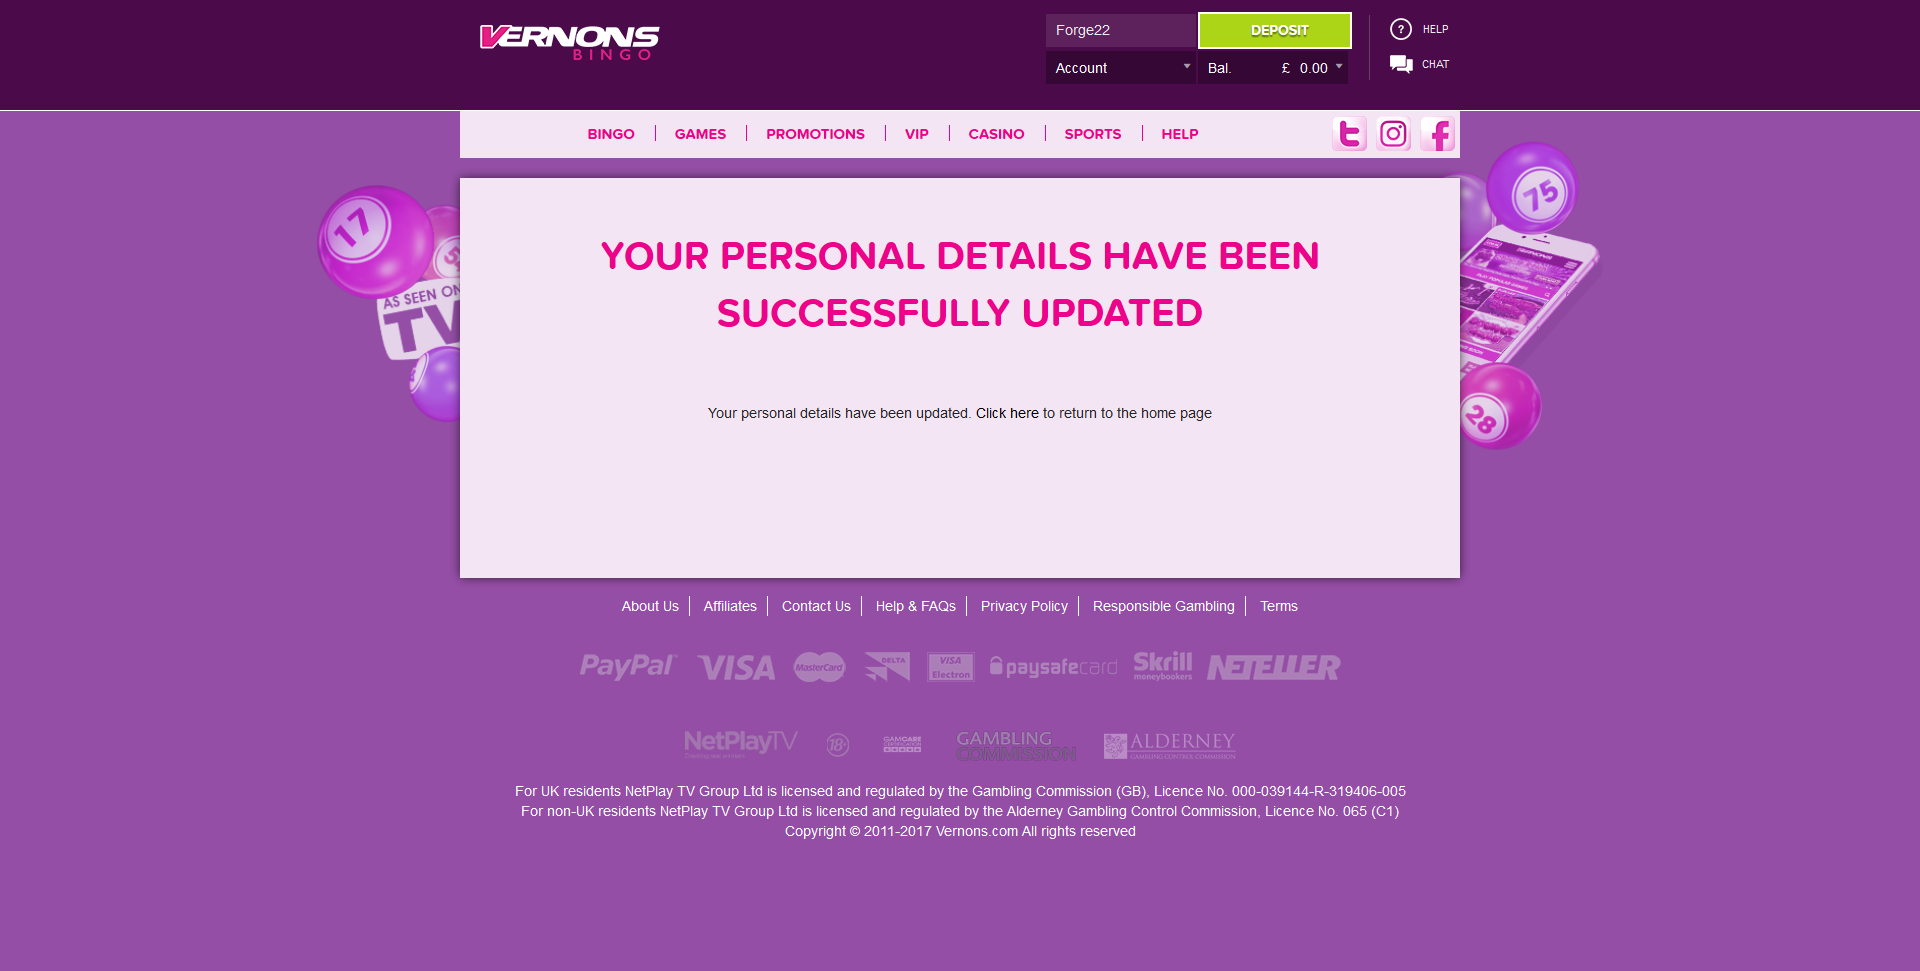 VERNONS
BINGO
Forge22
DEPOSIT
? HELP
Account
Bal. £ 0.00
CHAT
BINGO GAMES PROMOTIONS VIP CASINO SPORTS HELP
17
75
AS SEEN ON
TV
28
YOUR PERSONAL DETAILS HAVE BEEN
SUCCESSFULLY UPDATED
Your personal details have been updated. Click here to return to the home page
About Us Affiliates Contact Us Help & FAQs Privacy Policy Responsible Gambling Terms
PayPal VISA MasterCard DELTA VISA Electron paysafecard Skrill moneybookers NETELLER
NetPlayTV 18+ GAMCARE CERTIFICATION GAMBLING COMMISSION ALDERNEY GAMBLING CONTROL COMMISSION
For UK residents NetPlay TV Group Ltd is licensed and regulated by the Gambling Commission (GB), Licence No. 000-039144-R-319406-005
For non-UK residents NetPlay TV Group Ltd is licensed and regulated by the Alderney Gambling Control Commission, Licence No. 065 (C1)
Copyright © 2011-2017 Vernons.com All rights reserved